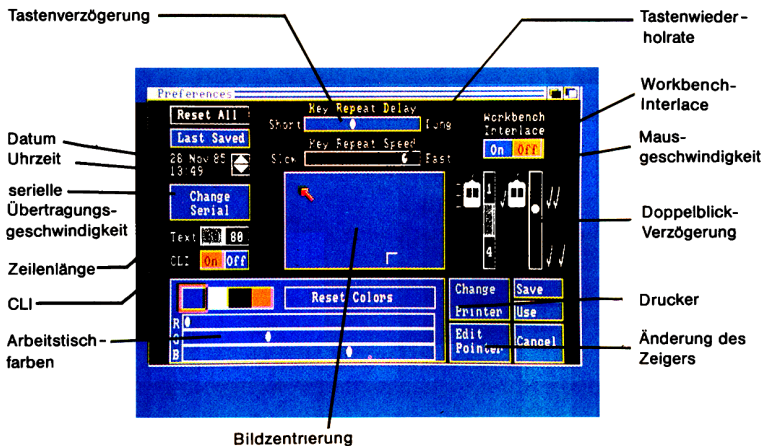 Tastenverzögerung
Tastenwieder-
holrate
Preferences
Workbench-
Interlace
Reset All
Key Repeat Delay
Workbench
Interlace
Short
Long
Last Saved
On Off
Maus-
geschwindigkeit
Datum
Uhrzeit
28 Nov 85
13:49
Key Repeat Speed
Slow
Fast
serielle
Übertragungs-
geschwindigkeit
Change
Serial
1
4
Doppelblick-
Verzögerung
Text
80
CLI On Off
Zeilenlänge
CLI
Reset Colors
Change
Printer
Save
Use
Drucker
R
G
B
Arbeitstisch-
farben
Edit
Pointer
Cancel
Änderung des
Zeigers
Bildzentrierung